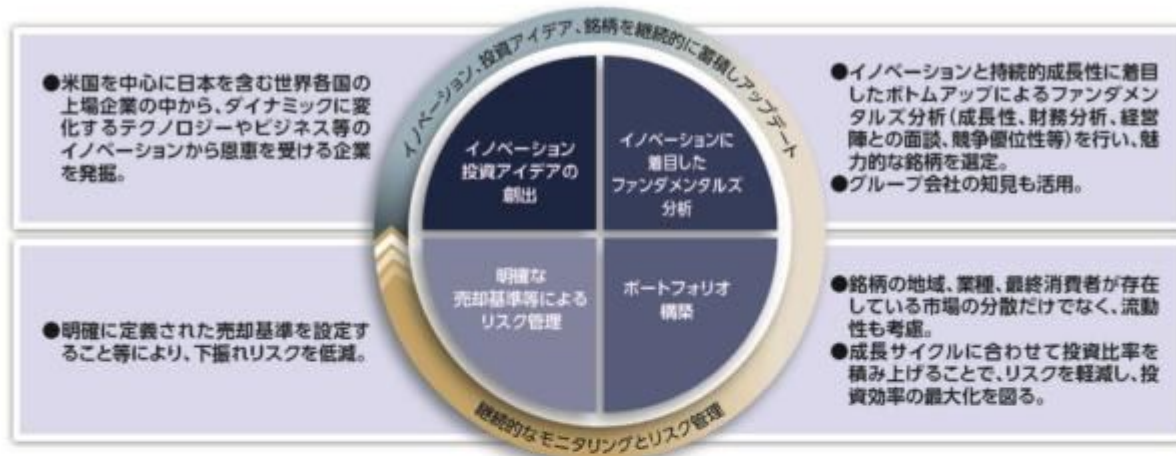 イノベーション、投資アイデア、銘柄を継続的に蓄積しアップデート
●米国を中心に日本を含む世界各国の
上場企業の中から、ダイナミックに変
化するテクノロジーやビジネス等の
イノベーションから恩恵を受ける企業
を発掘。
イノベーション
投資アイデアの
創出
イノベーションに
着目した
ファンダメンタルズ
分析
●イノベーションと持続的成長性に着目
したボトムアップによるファンダメン
タルズ分析(成長性、財務分析、経営
陣との面談、競争優位性等)を行い、魅
力的な銘柄を選定。
●グループ会社の知見も活用。
●明確に定義された売却基準を設定す
ること等により、下振れリスクを低減。
明確な
売却基準等による
リスク管理
ポートフォリオ
構築
●銘柄の地域、業種、最終消費者が存在
している市場の分散だけでなく、流動
性も考慮。
●成長サイクルに合わせて投資比率を
積み上げることで、リスクを軽減し、投
資効率の最大化を図る。
継続的なモニタリングとリスク管理